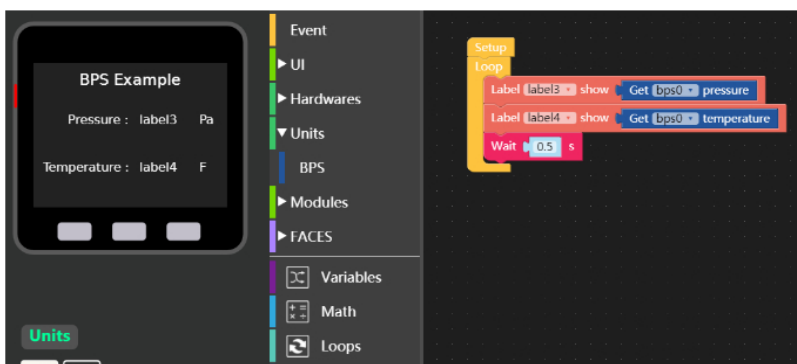 BPS Example
Pressure : label3 Pa
Temperature : label4 F
Units
Event
UI
Hardwares
Units
BPS
Modules
FACES
Variables
Math
Loops
Setup
Loop
Label label3 show Get bps0 pressure
Label label4 show Get bps0 temperature
Wait 0.5 s